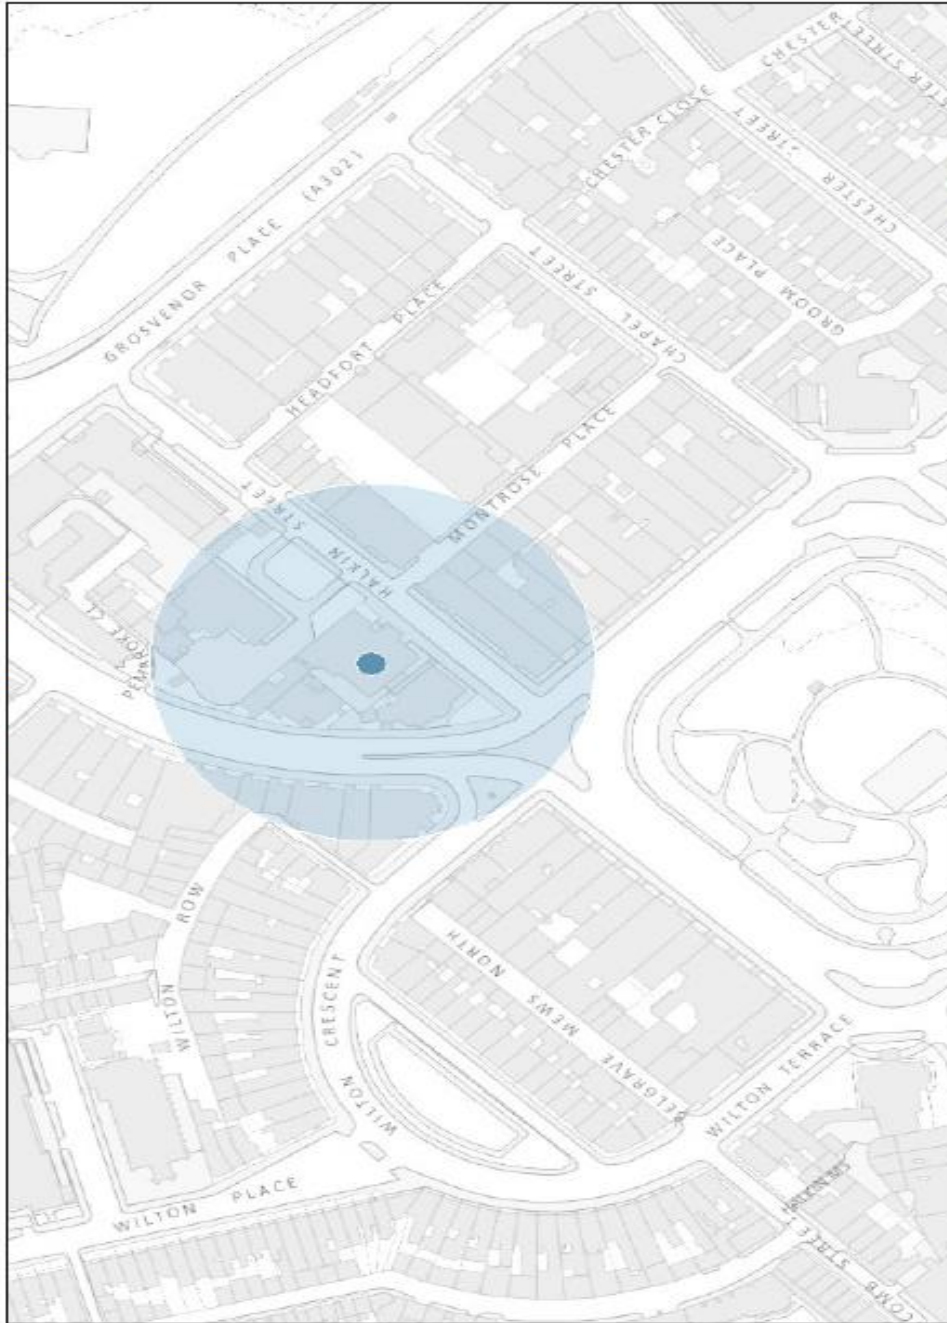 CHESTER
CHESTER STREET
CHESTER CLOSE
STREET
CHESTER
GROSVENOR PLACE (A302)
GROOM PLACE
CHAPEL STREET
HEADFORT PLACE
MONTROSE PLACE
HALKIN STREET
WILTON ROW
NORTH
WILTON CRESCENT
BELGRAVE MEWS
WILTON TERRACE
WILTON PLACE